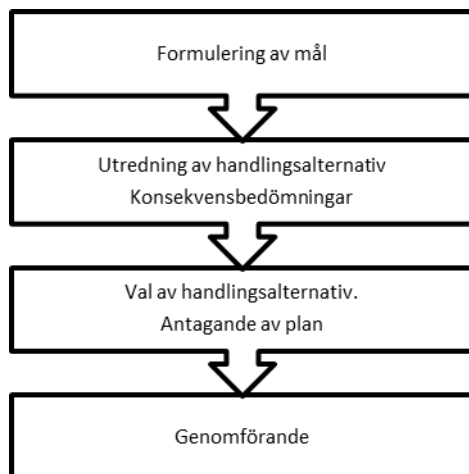 Formulering av mål
Utredning av handlingsalternativ
Konsekvensbedömningar
Val av handlingsalternativ.
Antagande av plan
Genomförande